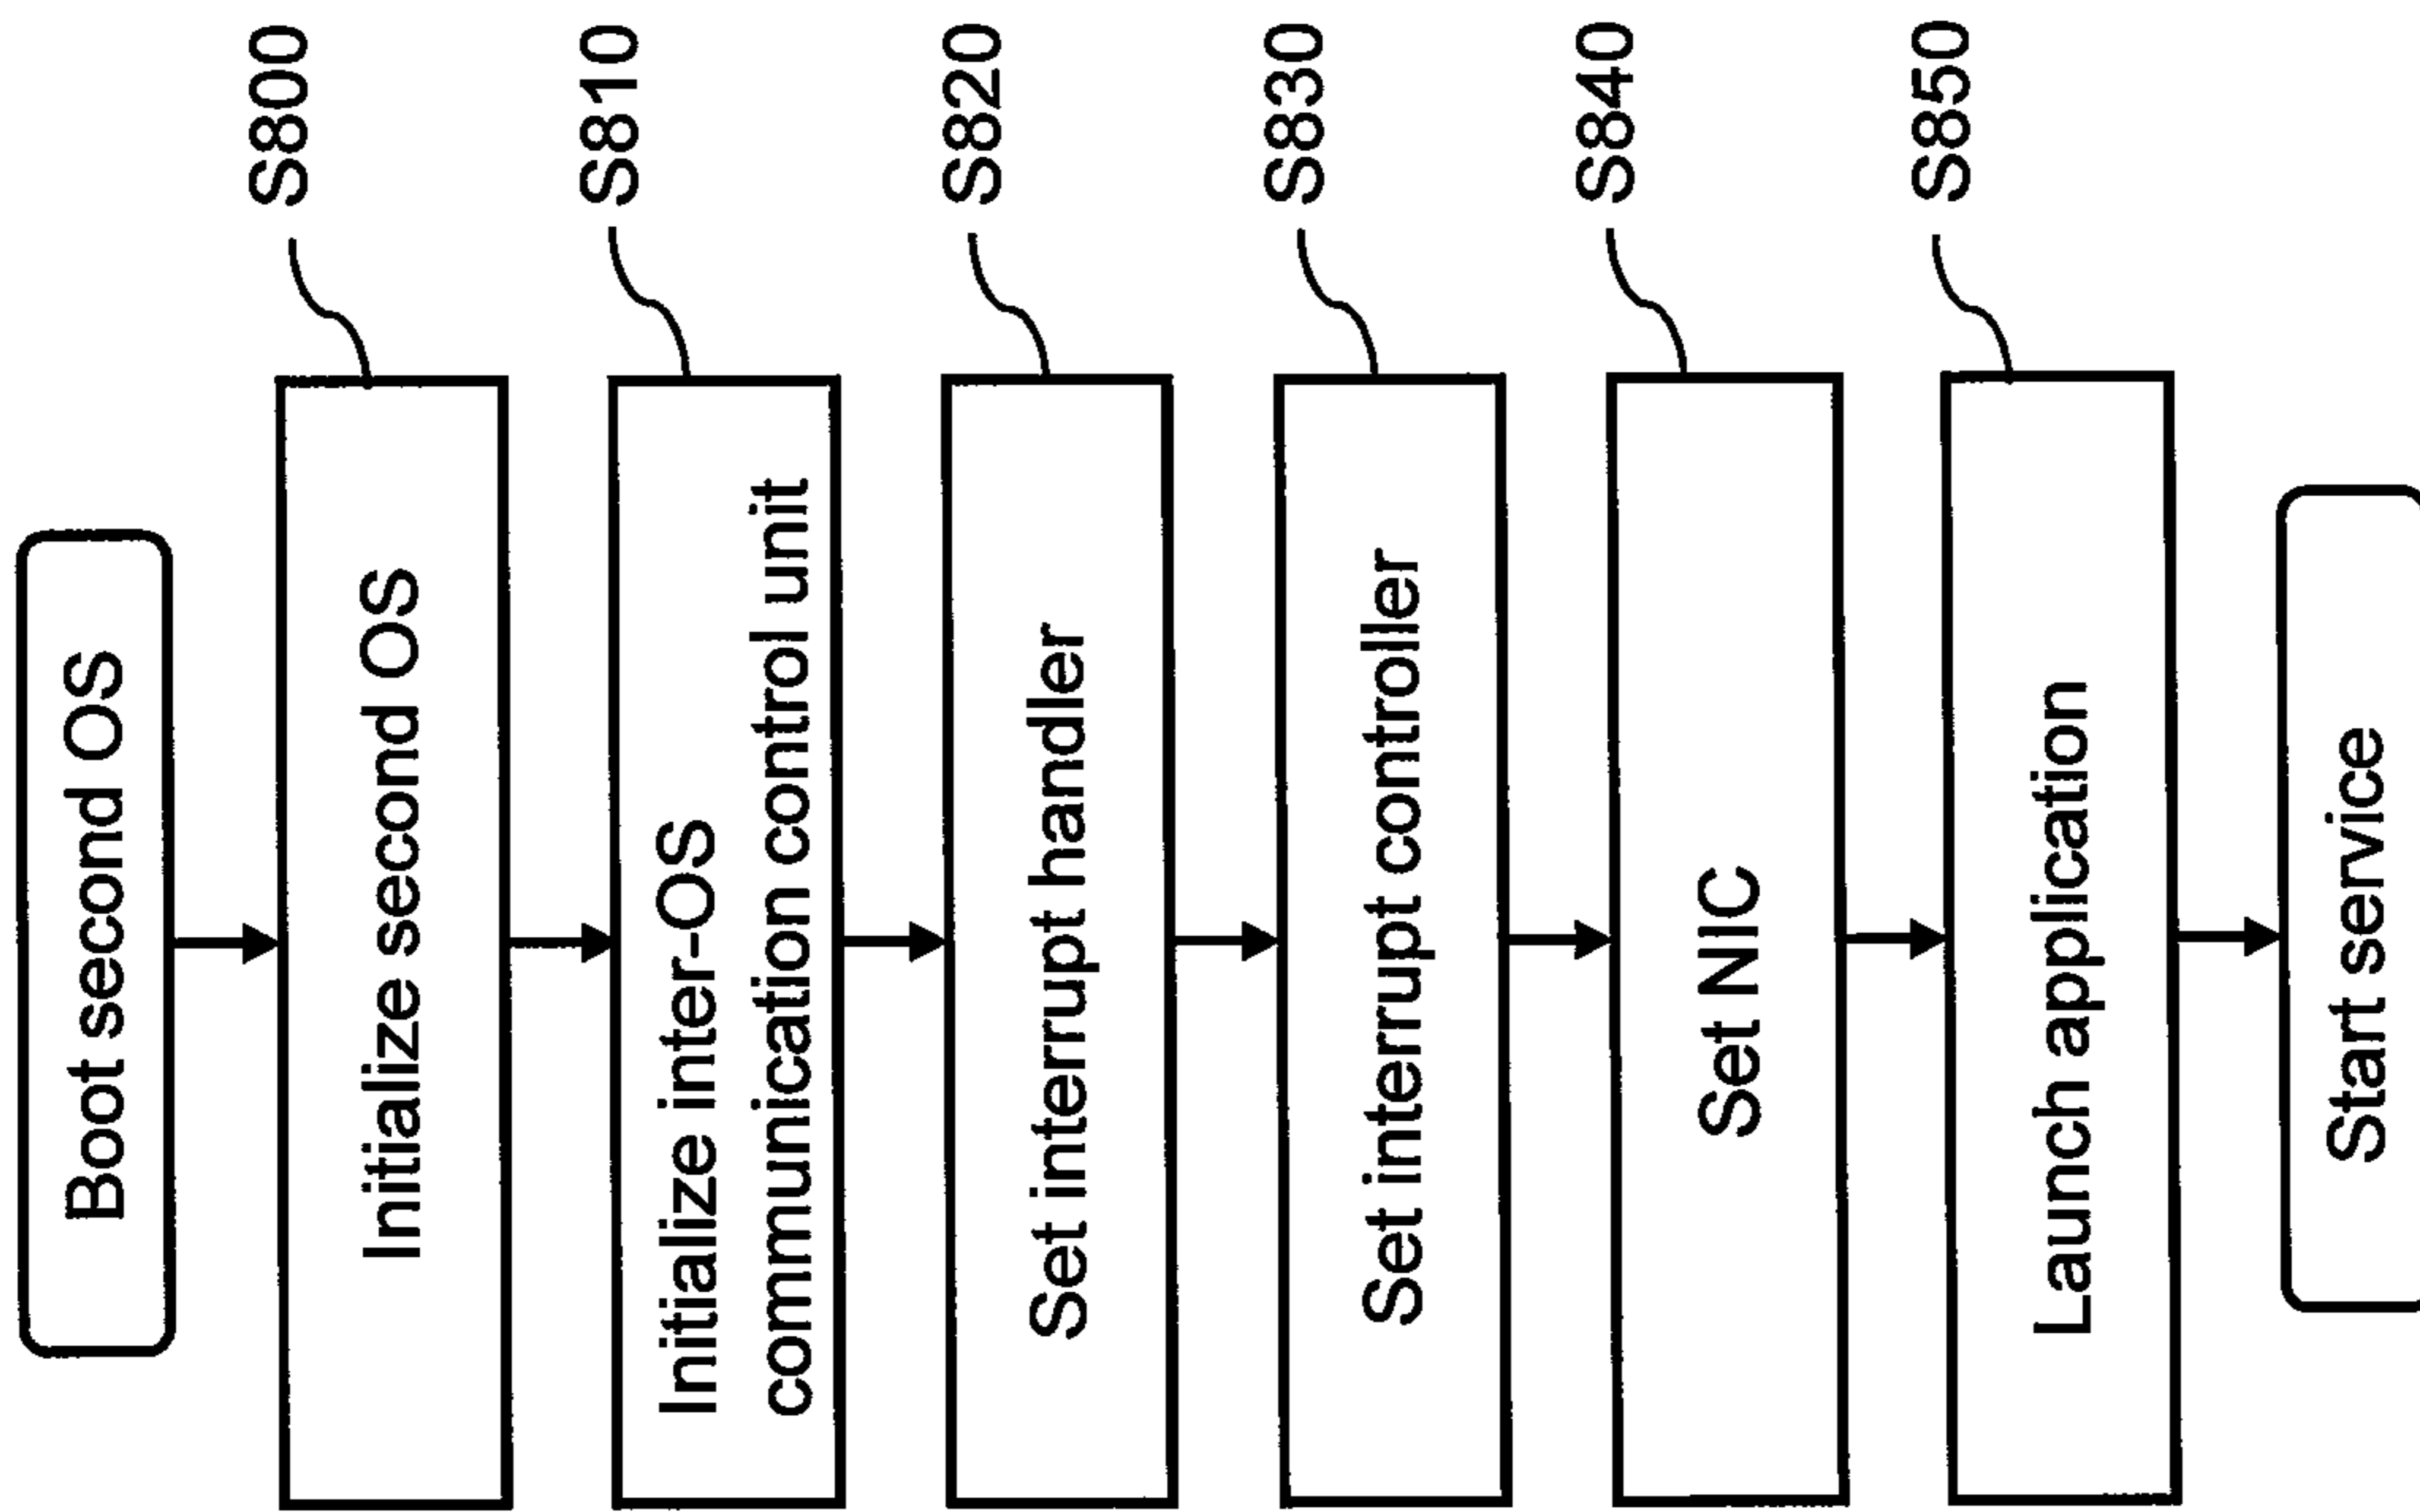 Boot second OS
S800
Initialize second OS
S810
Initialize inter-OS
communication control unit
S820
Set interrupt handler
S830
Set interrupt controller
S840
Set NIC
S850
Launch application
Start service